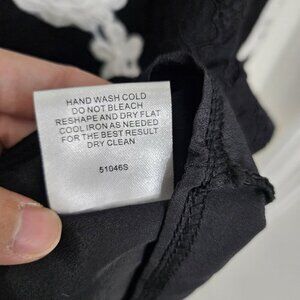 HAND WASH COLD
DO NOT BLEACH
RESHAPE AND DRY FLAT
COOL IRON AS NEEDED
FOR THE BEST RESULT
DRY CLEAN
51046S